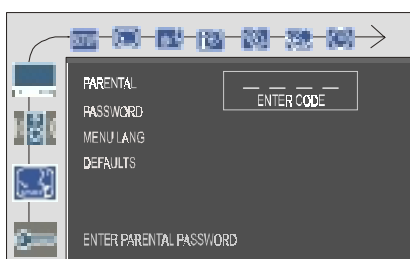 PARENTAL
ENTER CODE
PASSWORD
MENU LANG
DEFAULTS
ENTER PARENTAL PASSWORD